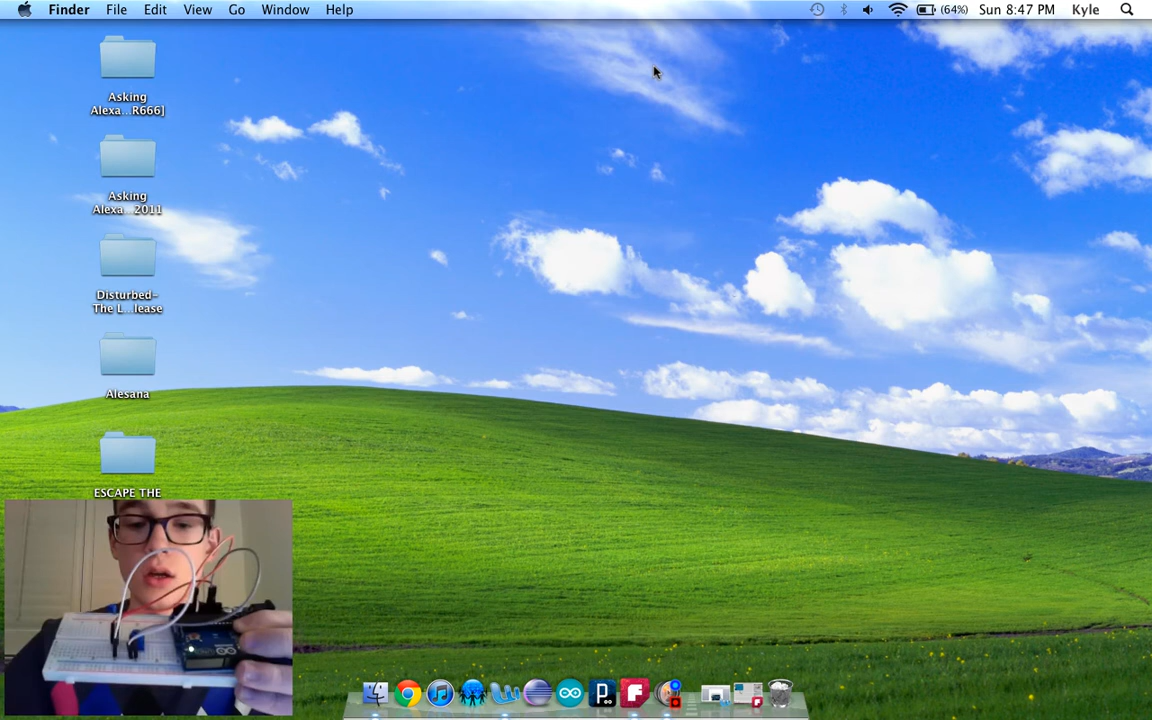 Finder File Edit View Go Window Help (64%) Sun 8:47 PM Kyle
Asking
Alexa...R666]
Asking
Alexa...2011
Disturbed-
The L...lease
Alesana
ESCAPE THE